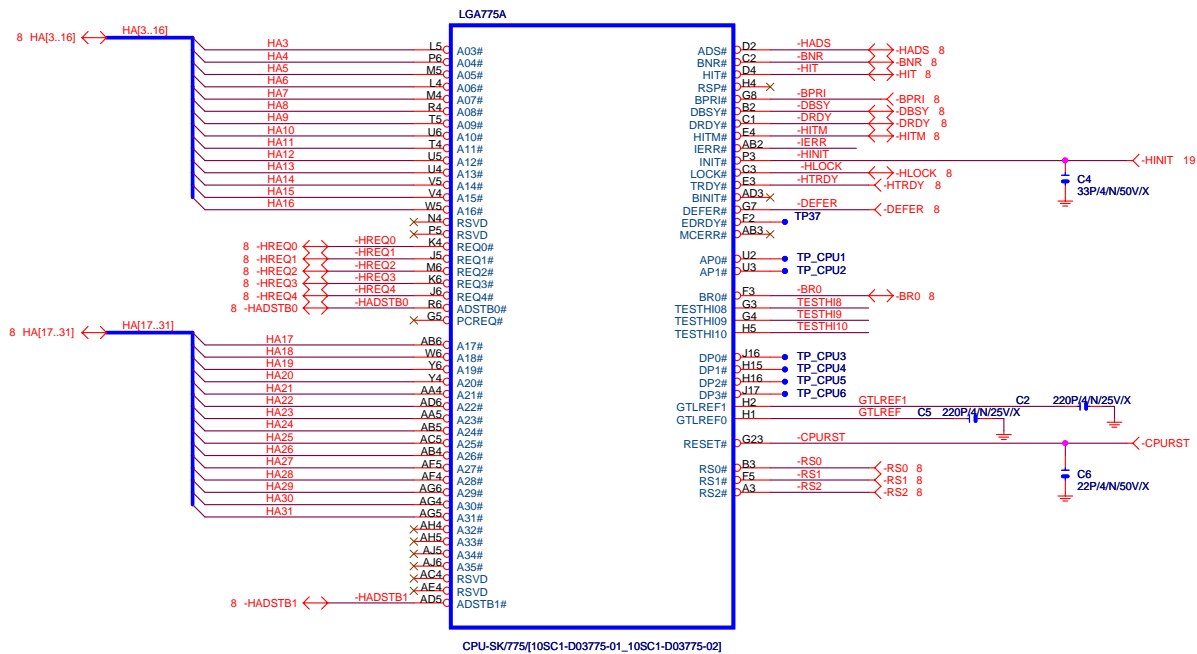 LGA775A
8 HA[3..16] HA[3..16]
HA3 L5 A03#
HA4 P6 A04#
HA5 M5 A05#
HA6 L4 A06#
HA7 M4 A07#
HA8 R4 A08#
HA9 T5 A09#
HA10 U6 A10#
HA11 T4 A11#
HA12 U5 A12#
HA13 U4 A13#
HA14 V5 A14#
HA15 V4 A15#
HA16 W5 A16#
N4 RSVD
P5 RSVD
8 -HREQ0 -HREQ0 K4 REQ0#
8 -HREQ1 -HREQ1 J5 REQ1#
8 -HREQ2 -HREQ2 M6 REQ2#
8 -HREQ3 -HREQ3 K6 REQ3#
8 -HREQ4 -HREQ4 J6 REQ4#
8 -HADSTB0 -HADSTB0 R6 ADSTB0#
G5 PCREQ#
8 HA[17..31] HA[17..31]
HA17 AB6 A17#
HA18 W6 A18#
HA19 Y6 A19#
HA20 Y4 A20#
HA21 AA4 A21#
HA22 AD6 A22#
HA23 AA5 A23#
HA24 AB5 A24#
HA25 AC5 A25#
HA26 AB4 A26#
HA27 AF5 A27#
HA28 AF4 A28#
HA29 AG6 A29#
HA30 AG4 A30#
HA31 AG5 A31#
AH4 A32#
AH5 A33#
AJ5 A34#
AJ6 A35#
AC4 RSVD
AE4 RSVD
8 -HADSTB1 -HADSTB1 AD5 ADSTB1#
ADS# D2 -HADS -HADS 8
BNR# C2 -BNR -BNR 8
HIT# D4 -HIT -HIT 8
RSP# H4
BPRI# G8 -BPRI -BPRI 8
DBSY# B2 -DBSY -DBSY 8
DRDY# C1 -DRDY -DRDY 8
HITM# E4 -HITM -HITM 8
IERR# AB2 -IERR
INIT# P3 -HINIT -HINIT 19
LOCK# C3 -HLOCK -HLOCK 8
TRDY# E3 -HTRDY -HTRDY 8
BINIT# AD3
DEFER# G7 -DEFER -DEFER 8
EDRDY# F2 TP37
MCERR# AB3
C4
33P/4/N/50V/X
AP0# U2 TP_CPU1
AP1# U3 TP_CPU2
BR0# F3 -BR0 -BR0 8
TESTHI08 G3 TESTHI8
TESTHI09 G4 TESTHI9
TESTHI10 H5 TESTHI10
DP0# J16 TP_CPU3
DP1# H15 TP_CPU4
DP2# H16 TP_CPU5
DP3# J17 TP_CPU6
GTLREF1 H2 GTLREF1 C2 220P/4/N/25V/X
GTLREF0 H1 GTLREF C5 220P/4/N/25V/X
RESET# G23 -CPURST -CPURST
C6
22P/4/N/50V/X
RS0# B3 -RS0 -RS0 8
RS1# F5 -RS1 -RS1 8
RS2# A3 -RS2 -RS2 8
CPU-SK/775/[10SC1-D03775-01_10SC1-D03775-02]